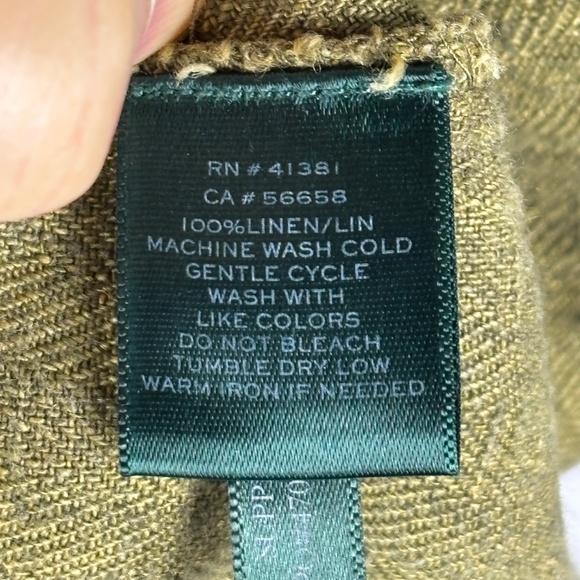 RN # 41381
CA # 56658
100%LINEN/LIN
MACHINE WASH COLD
GENTLE CYCLE
WASH WITH
LIKE COLORS
DO NOT BLEACH
TUMBLE DRY LOW
WARM IRON IF NEEDED